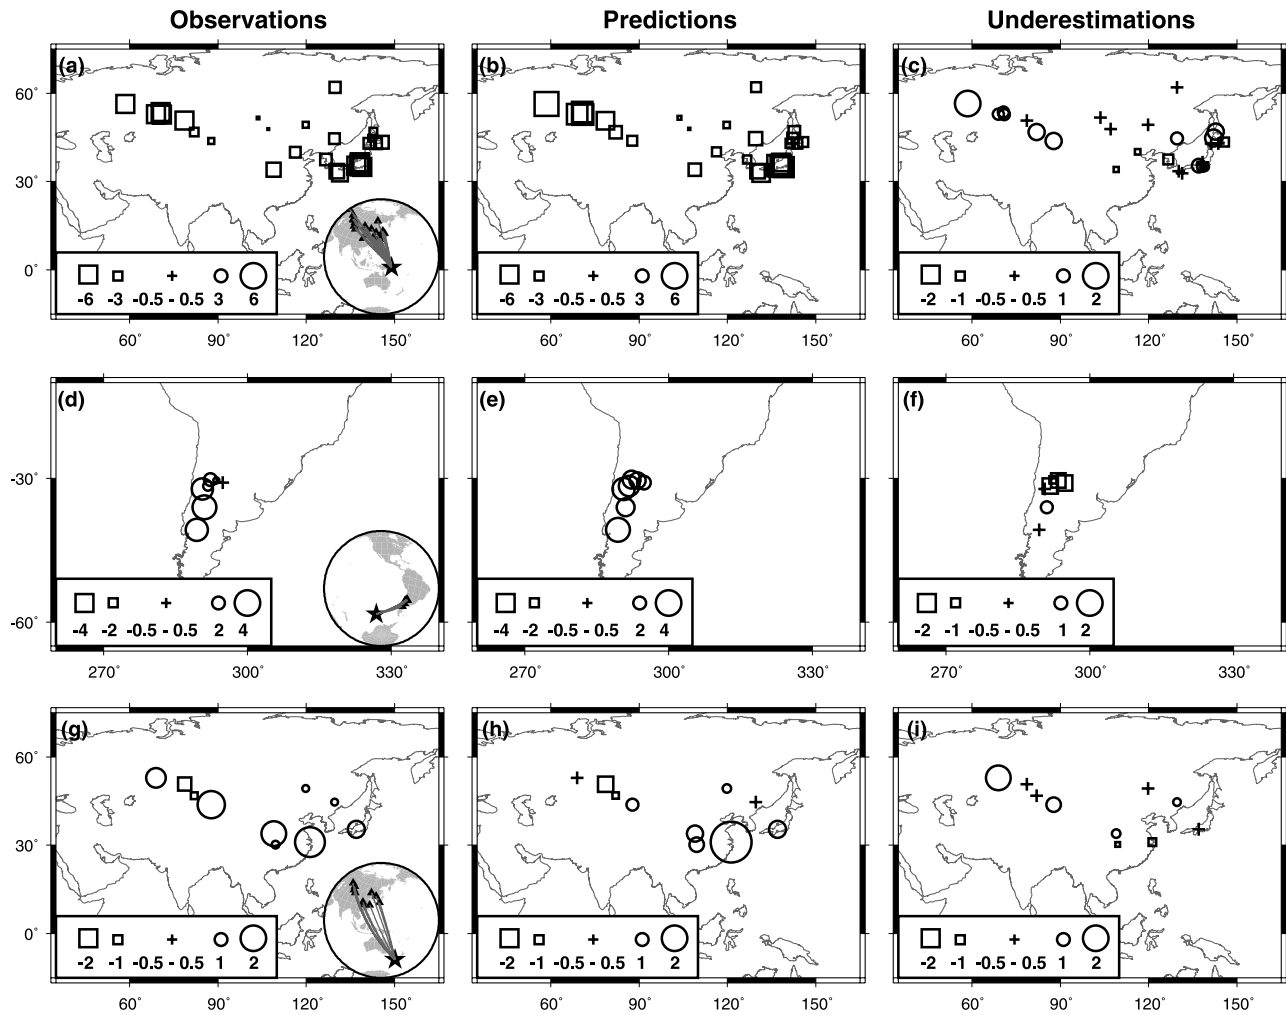 Observations Predictions Underestimations
(a) (b) (c)
60°
30°
0°
-6 -3 -0.5 - 0.5 3 6
-6 -3 -0.5 - 0.5 3 6
-2 -1 -0.5 - 0.5 1 2
60° 90° 120° 150° 60° 90° 120° 150° 60° 90° 120° 150°
(d) (e) (f)
-30°
-60°
-4 -2 -0.5 - 0.5 2 4
-4 -2 -0.5 - 0.5 2 4
-2 -1 -0.5 - 0.5 1 2
270° 300° 330° 270° 300° 330° 270° 300° 330°
(g) (h) (i)
60°
30°
0°
-2 -1 -0.5 - 0.5 1 2
-2 -1 -0.5 - 0.5 1 2
-2 -1 -0.5 - 0.5 1 2
60° 90° 120° 150° 60° 90° 120° 150° 60° 90° 120° 150°